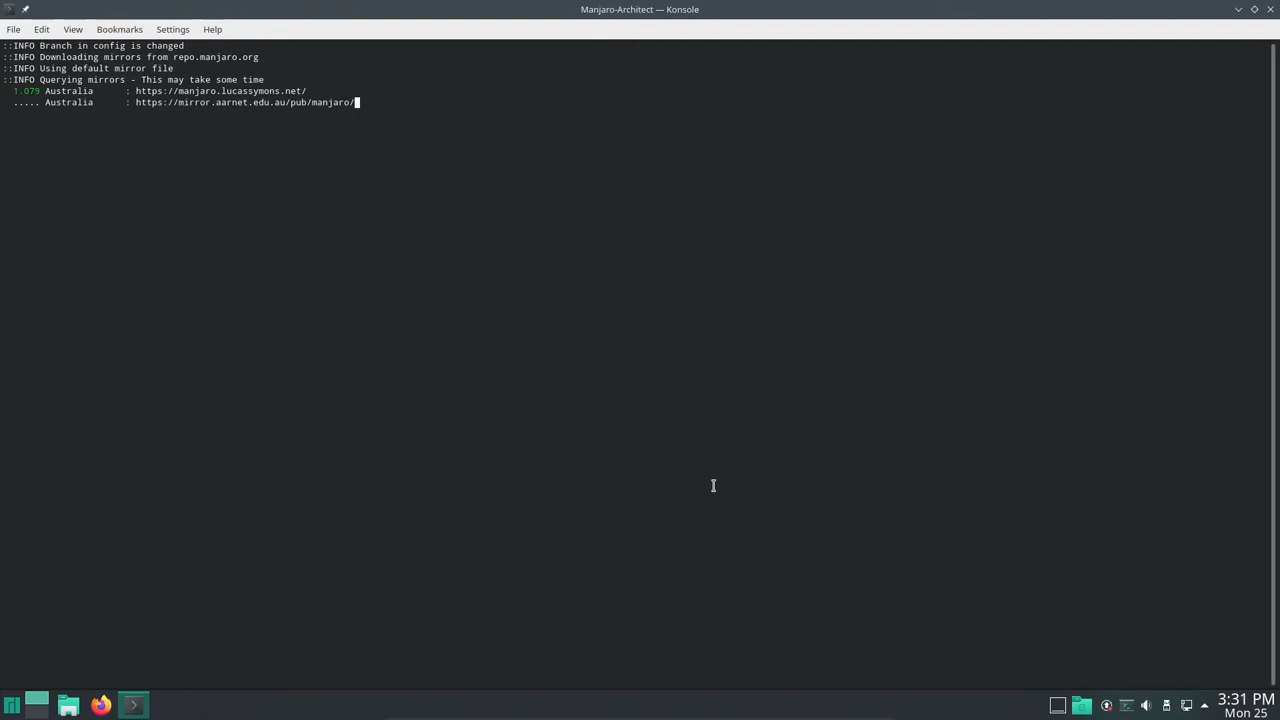 Manjaro-Architect — Konsole
File Edit View Bookmarks Settings Help
::INFO Branch in config is changed
::INFO Downloading mirrors from repo.manjaro.org
::INFO Using default mirror file
::INFO Querying mirrors - This may take some time
1.079 Australia : https://manjaro.lucassymons.net/
..... Australia : https://mirror.aarnet.edu.au/pub/manjaro/
3:31 PM
Mon 25